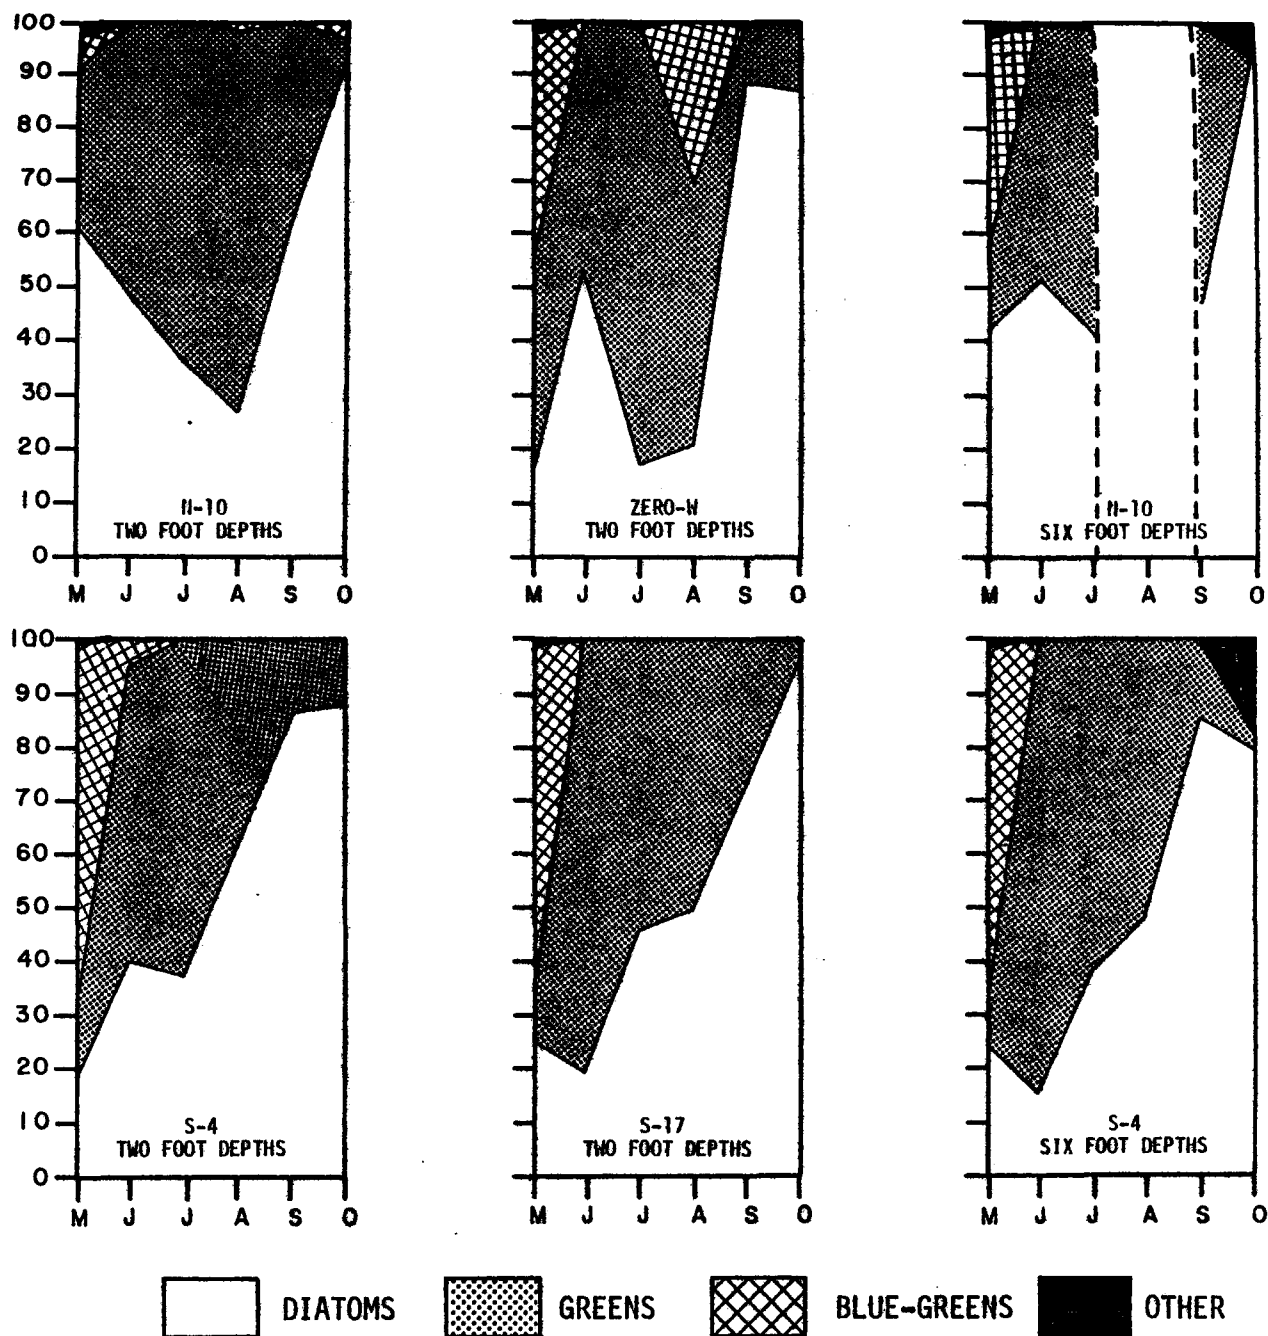 100
90
80
70
60
50
40
30
20
10
0
N-10
TWO FOOT DEPTHS
M J J A S O
ZERO-W
TWO FOOT DEPTHS
M J J A S O
N-10
SIX FOOT DEPTHS
M J J A S O
100
90
80
70
60
50
40
30
20
10
0
S-4
TWO FOOT DEPTHS
M J J A S O
S-17
TWO FOOT DEPTHS
M J J A S O
S-4
SIX FOOT DEPTHS
M J J A S O
DIATOMS GREENS BLUE-GREENS OTHER